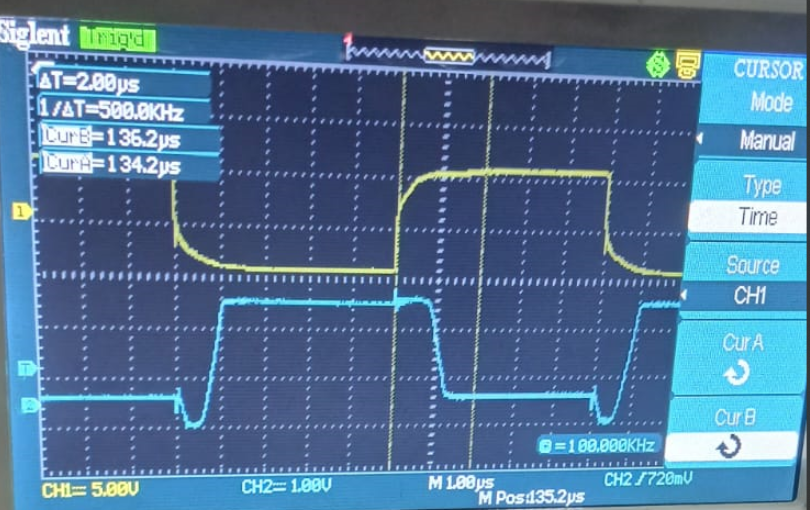 Siglent Trig'd
CURSOR
Mode
Manual
Type
Time
Source
CH1
Cur A
Cur B
ΔT=2.00µs
1/ΔT=500.0KHz
CurB=136.2µs
CurA=134.2µs
1
T
2
=100.000KHz
CH1 5.00V
CH2 1.00V
M 1.00µs
M Pos:135.2µs
CH2 /720mV